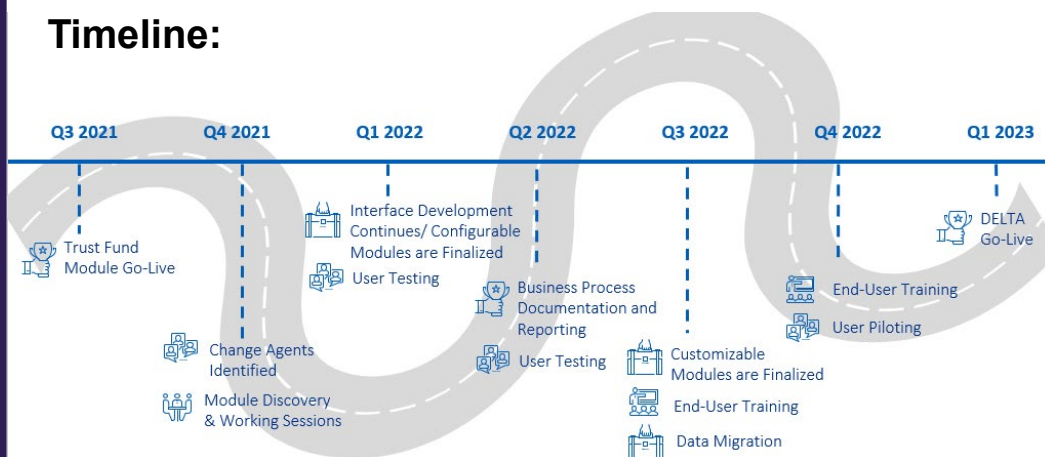 Timeline:
Q3 2021
Q4 2021
Q1 2022
Q2 2022
Q3 2022
Q4 2022
Q1 2023
Trust Fund
Module Go-Live
Change Agents
Identified
Module Discovery
& Working Sessions
Interface Development
Continues/ Configurable
Modules are Finalized
User Testing
Business Process
Documentation and
Reporting
User Testing
Customizable
Modules are Finalized
End-User Training
Data Migration
End-User Training
User Piloting
DELTA
Go-Live